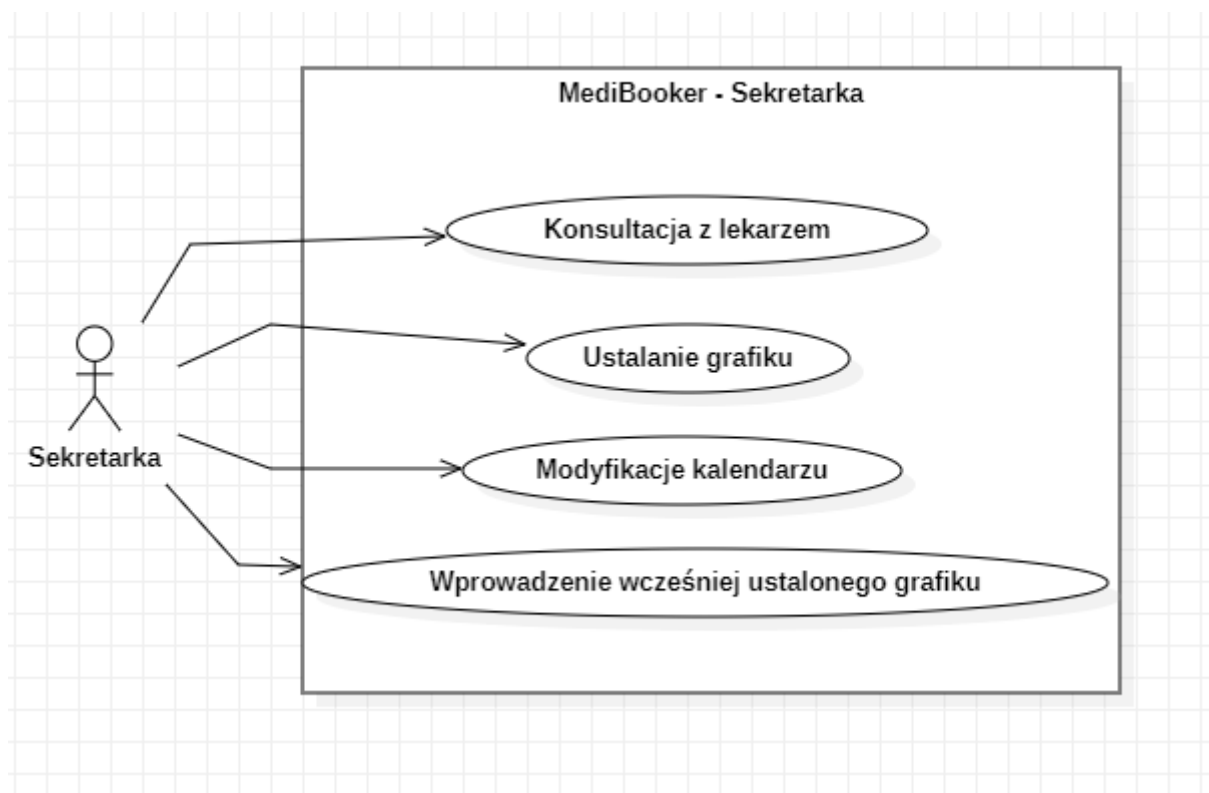 MediBooker - Sekretarka
Konsultacja z lekarzem
Ustalanie grafiku
Sekretarka
Modyfikacje kalendarzu
Wprowadzenie wcześniej ustalonego grafiku